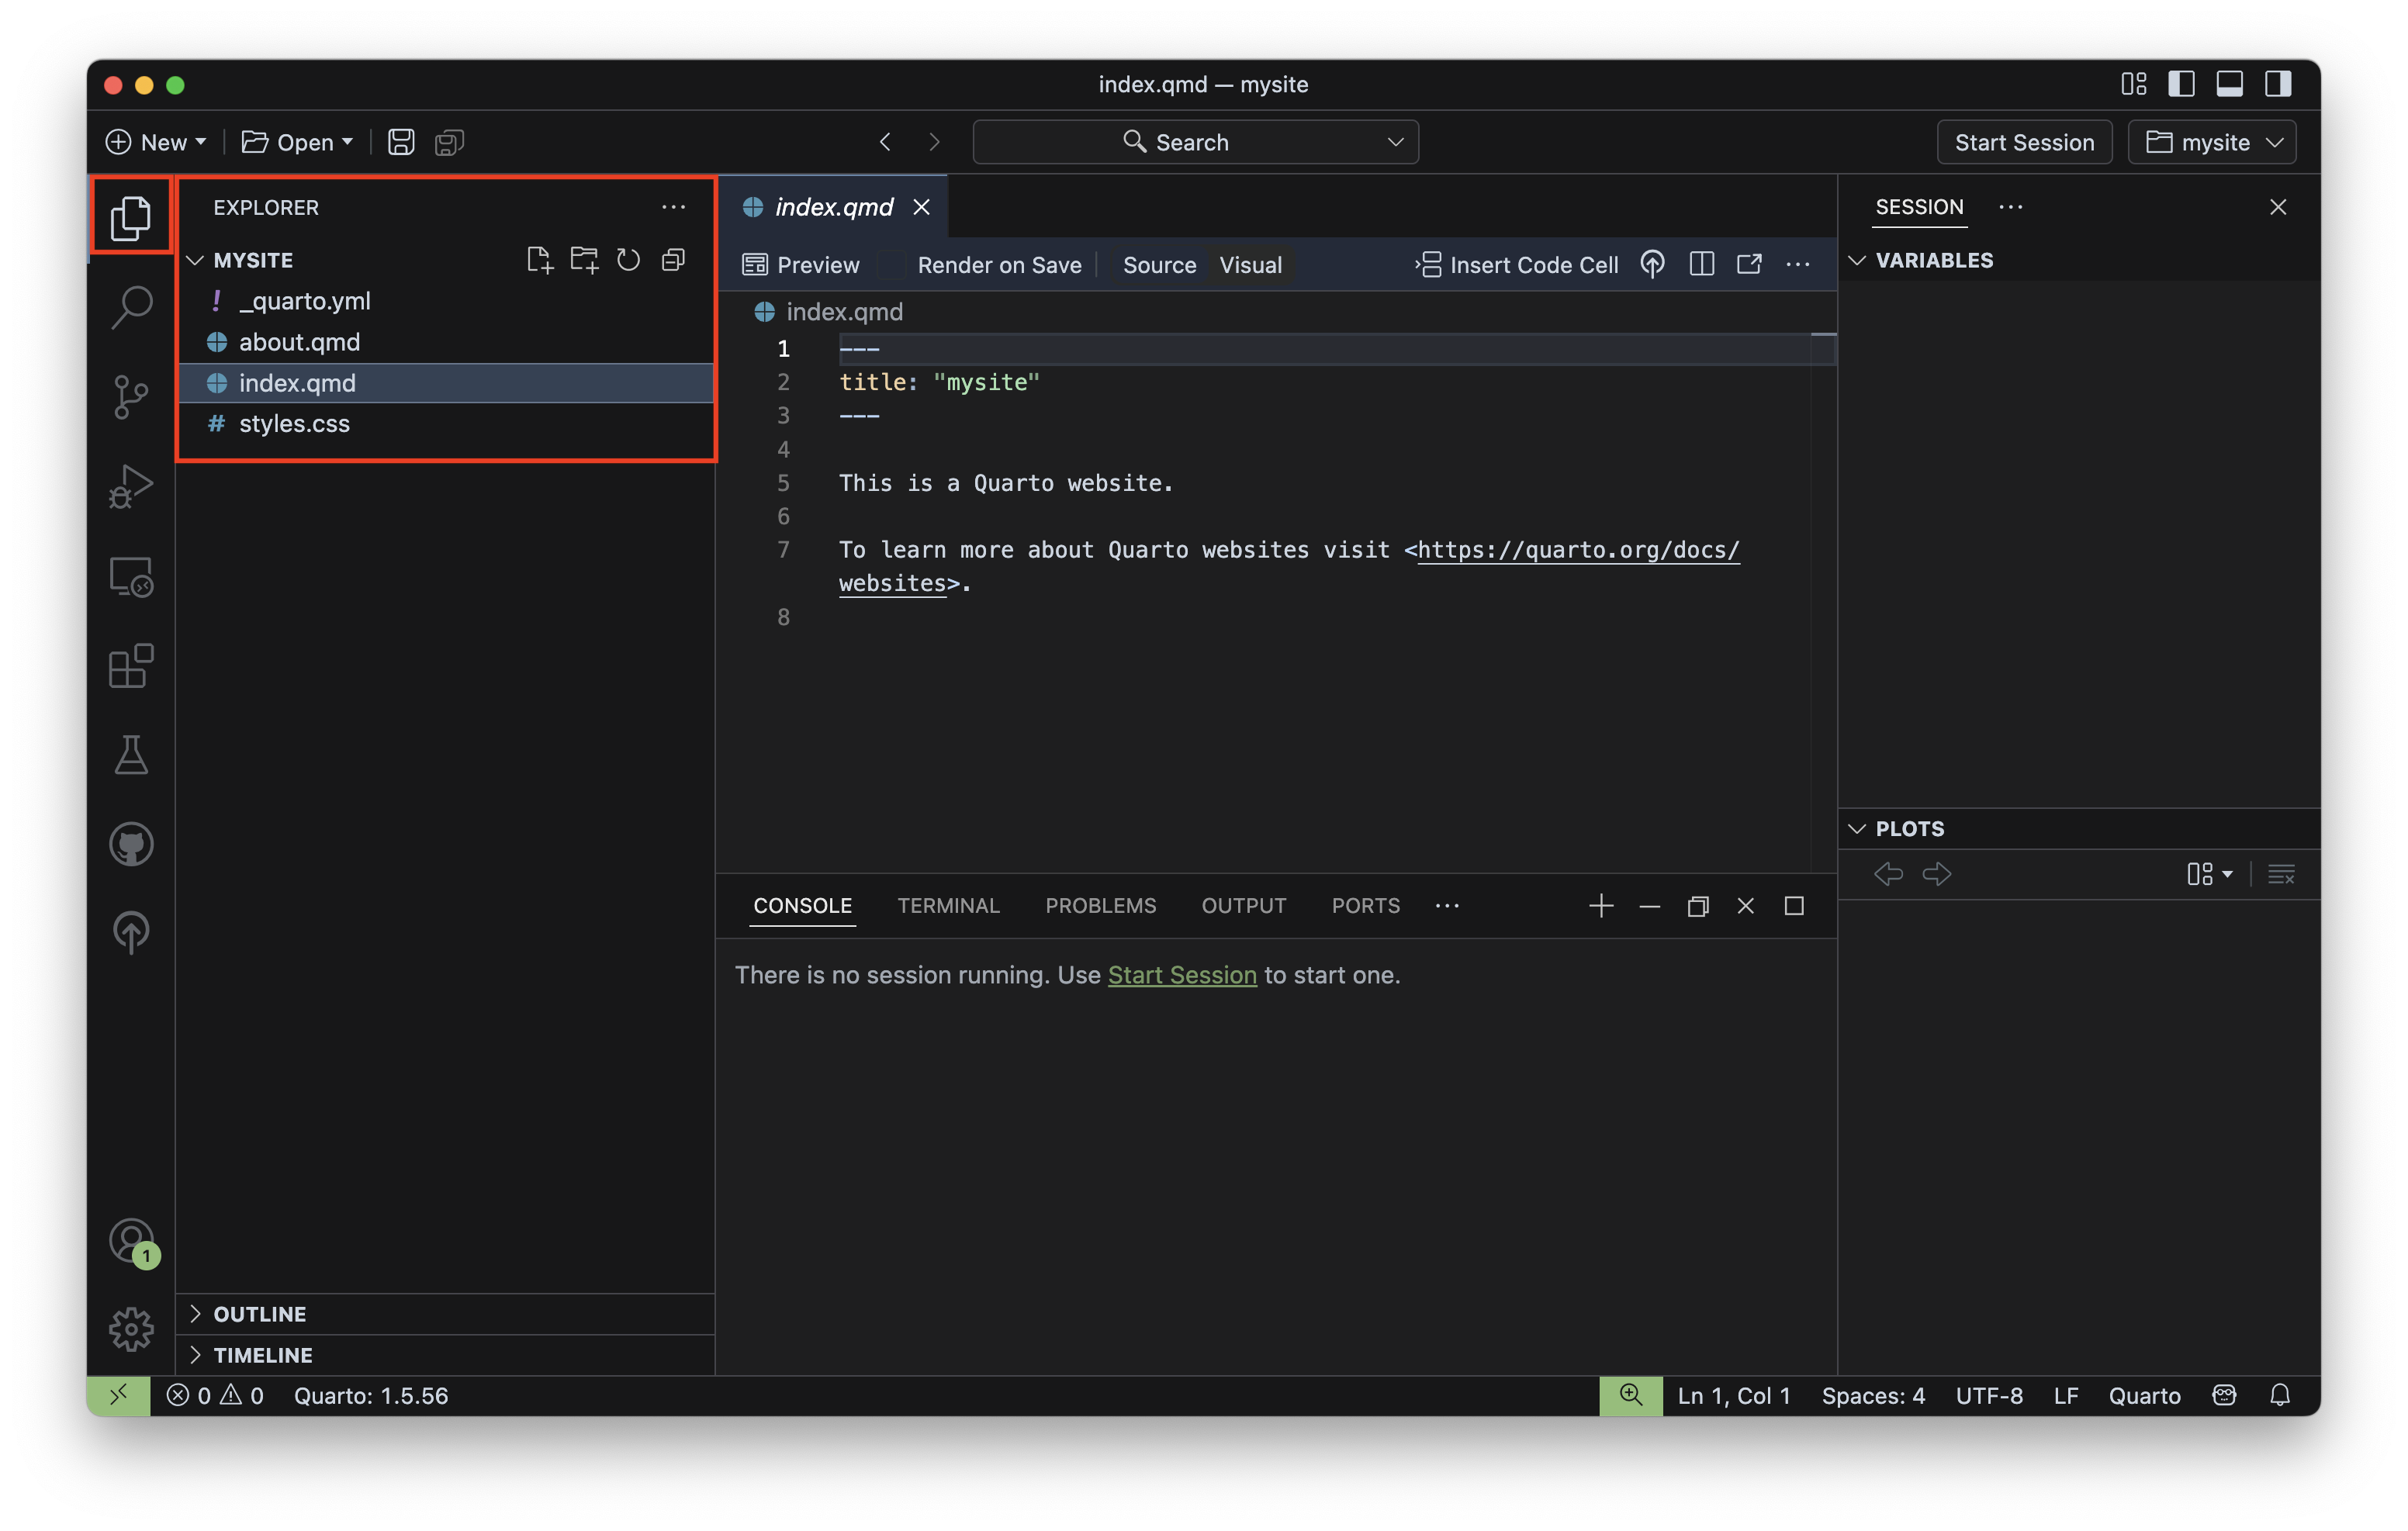 index.qmd — mysite
New
Open
Search
Start Session
mysite
EXPLORER
MYSITE
_quarto.yml
about.qmd
index.qmd
# styles.css
index.qmd
Preview
Render on Save
Source
Visual
Insert Code Cell
index.qmd
1 ---
2 title: "mysite"
3 ---
4
5 This is a Quarto website.
6
7 To learn more about Quarto websites visit <https://quarto.org/docs/
websites>.
8
SESSION
VARIABLES
PLOTS
CONSOLE
TERMINAL
PROBLEMS
OUTPUT
PORTS
There is no session running. Use Start Session to start one.
1
OUTLINE
TIMELINE
0
0
Quarto: 1.5.56
Ln 1, Col 1
Spaces: 4
UTF-8
LF
Quarto